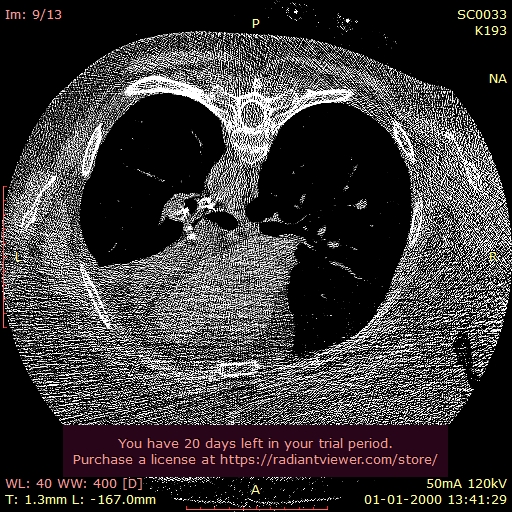 Im: 9/13
P
SC0033
K193
NA
L
R
You have 20 days left in your trial period.
Purchase a license at https://radiantviewer.com/store/
WL: 40 WW: 400 [D]
T: 1.3mm L: -167.0mm
A
50mA 120kV
01-01-2000 13:41:29